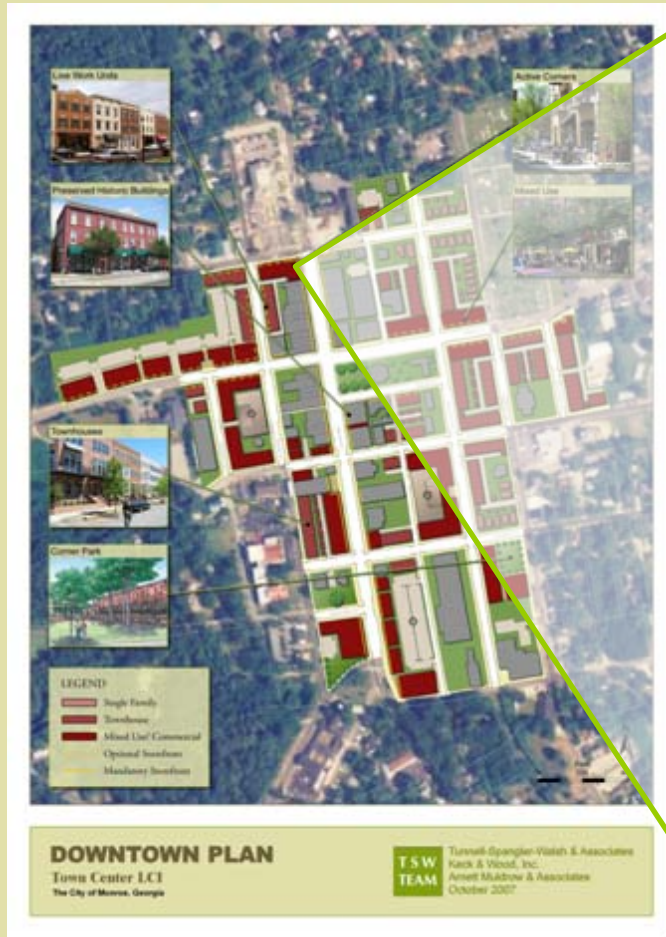 Live Work Units
Active Corners
Preserved Historic Buildings
Mixed Use
Townhouses
Corner Park
LEGEND
Single Family
Townhouse
Mixed Use/ Commercial
Optional Storefront
Mandatory Storefront
DOWNTOWN PLAN
Town Center LCI
The City of Monroe, Georgia
TSW
TEAM
Tunnell-Spangler-Walsh & Associates
Keck & Wood, Inc.
Arnett Muldrow & Associates
October 2007